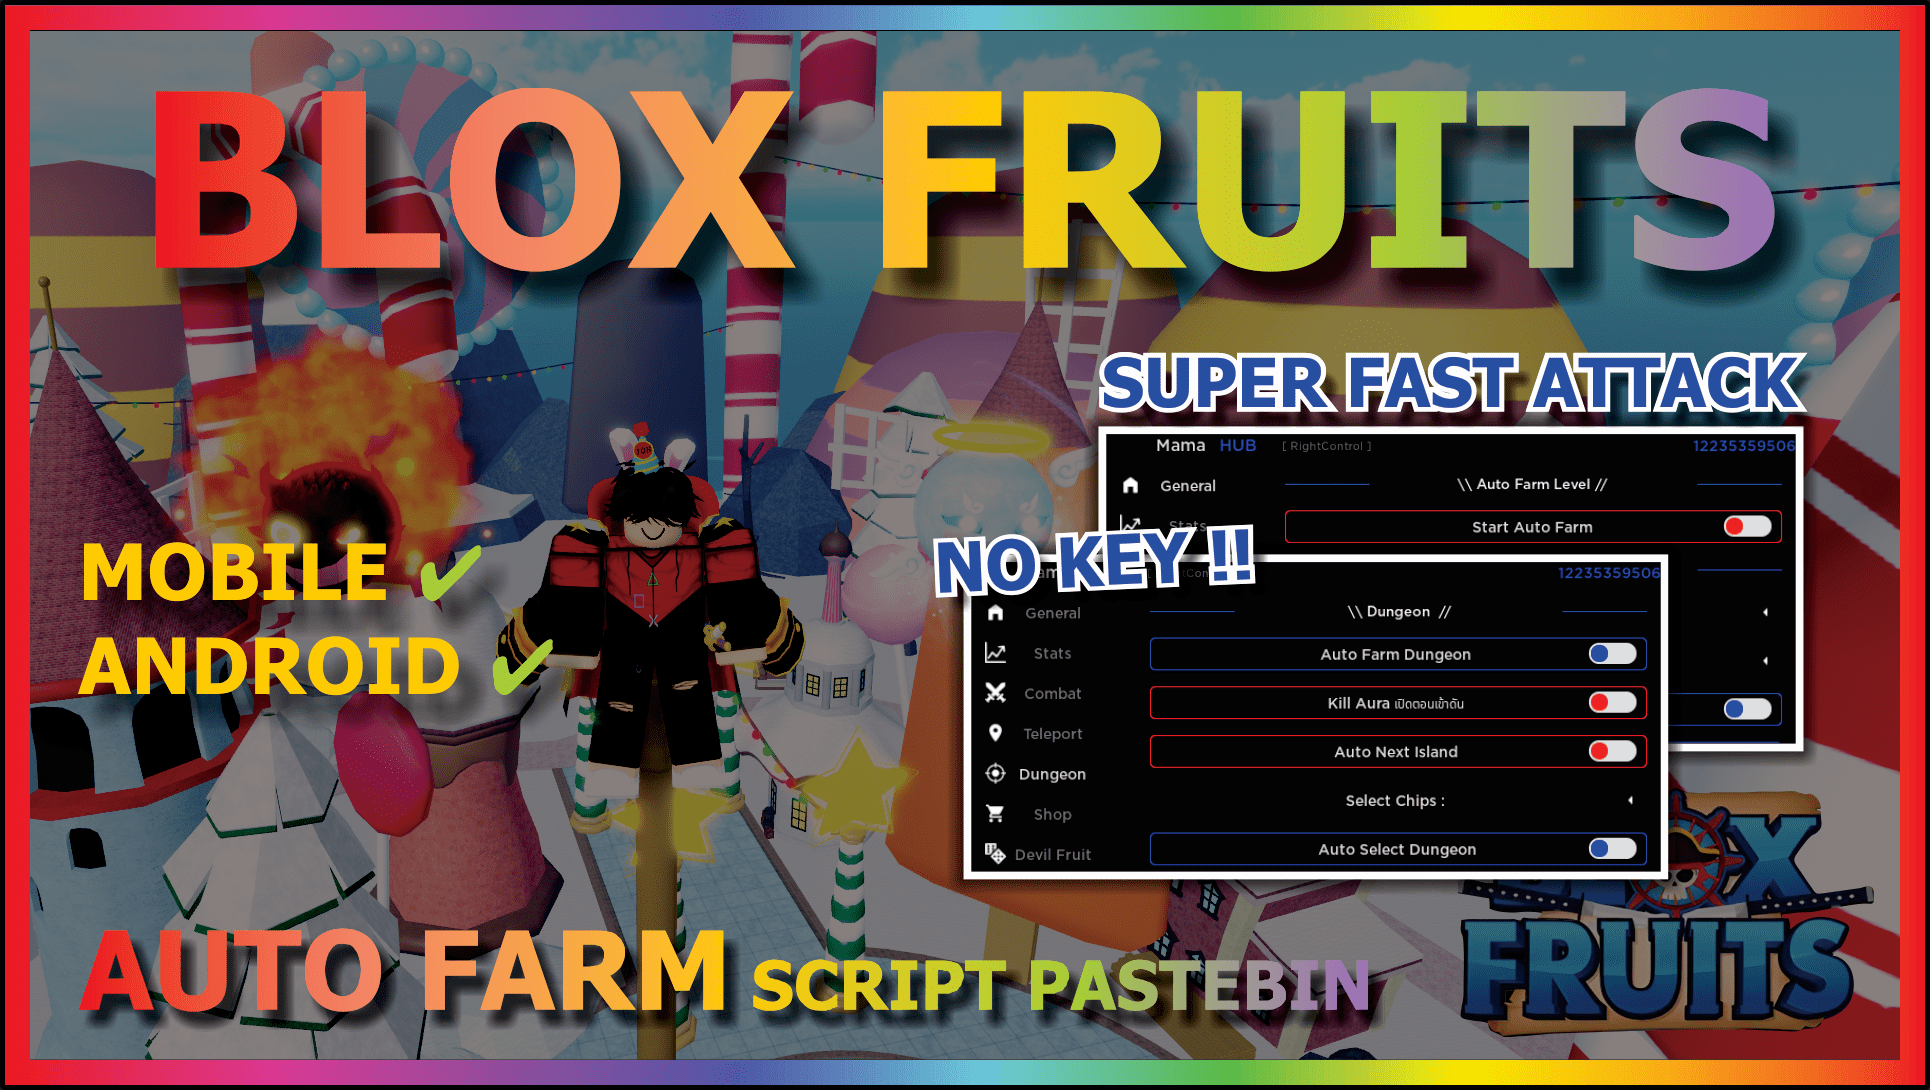 BLOX FRUITS
SUPER FAST ATTACK
Mama HUB [ RightControl ] 12235359506
General
\\ Auto Farm Level //
Stats
Start Auto Farm
NO KEY !!
12235359506
General
\\ Dungeon //
Stats
Auto Farm Dungeon
Combat
Kill Aura เปิดตอนเข้าดัน
Teleport
Auto Next Island
Dungeon
Select Chips :
Shop
Auto Select Dungeon
Devil Fruit
MOBILE ✓
ANDROID ✓
AUTO FARM SCRIPT PASTEBIN
FRUITS